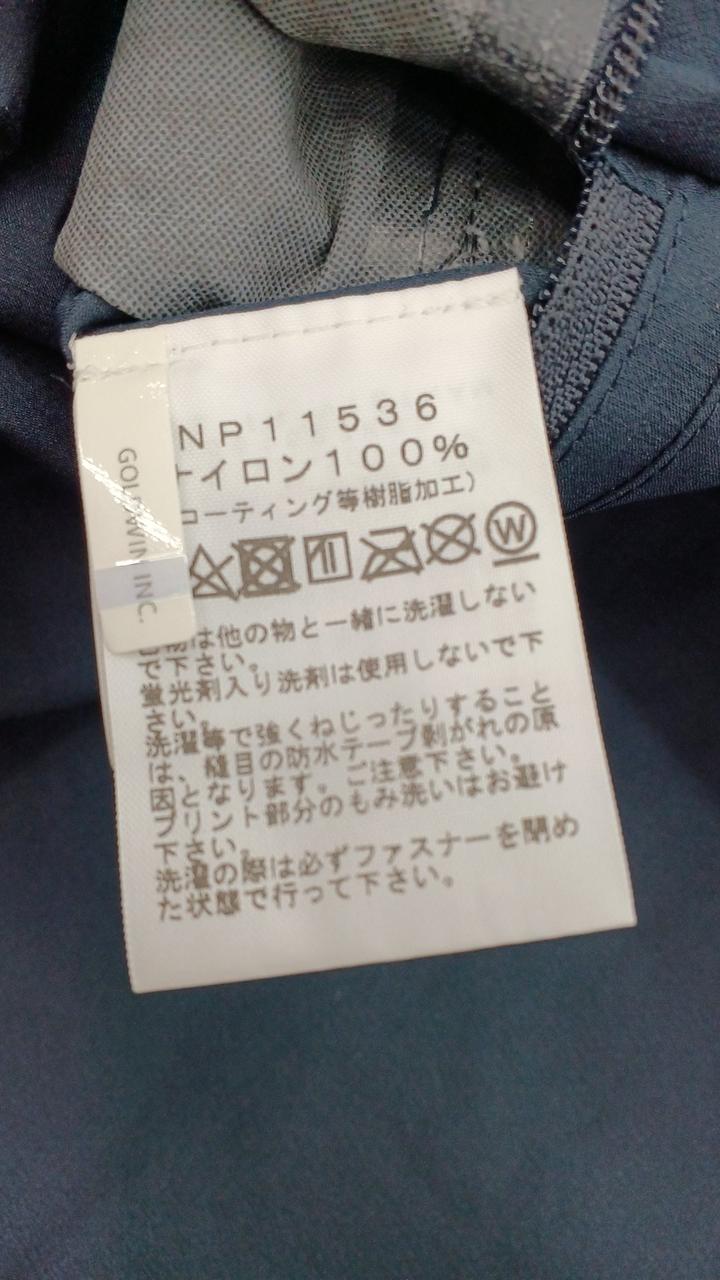 NP11536
ナイロン100%
コーティング等樹脂加工)
W
物は他の物と一緒に洗濯しない
で下さい。
蛍光剤入り洗剤は使用しないで下
さい。
洗濯等で強くねじったりすること
は、縫目の防水テープ剥がれの原
因となります。ご注意下さい。
プリント部分のもみ洗いはお避け
下さい。
洗濯の際は必ずファスナーを閉め
た状態で行って下さい。
GOLDWIN INC.